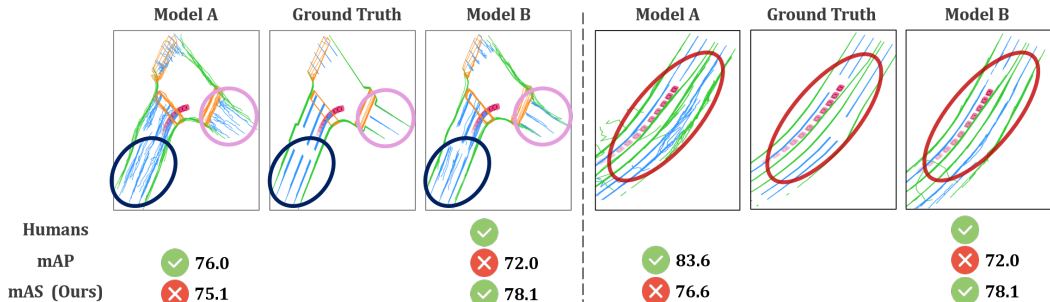 Model A Ground Truth Model B Model A Ground Truth Model B
Humans
mAP 76.0 72.0 83.6 72.0
mAS (Ours) 75.1 78.1 76.6 78.1